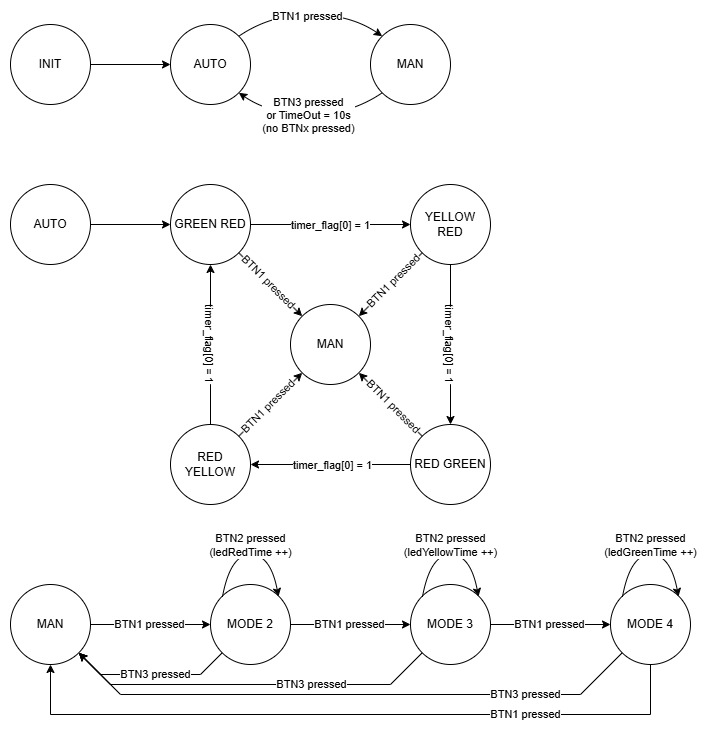 BTN1 pressed
INIT
AUTO
MAN
BTN3 pressed
or TimeOut = 10s
(no BTNx pressed)
AUTO
GREEN RED
timer_flag[0] = 1
YELLOW
RED
BTN1 pressed
BTN1 pressed
timer_flag[0] = 1
MAN
timer_flag[0] = 1
BTN1 pressed
BTN1 pressed
RED
YELLOW
timer_flag[0] = 1
RED GREEN
BTN2 pressed
(ledRedTime ++)
BTN2 pressed
(ledYellowTime ++)
BTN2 pressed
(ledGreenTime ++)
MAN
BTN1 pressed
MODE 2
BTN1 pressed
MODE 3
BTN1 pressed
MODE 4
BTN3 pressed
BTN3 pressed
BTN3 pressed
BTN1 pressed